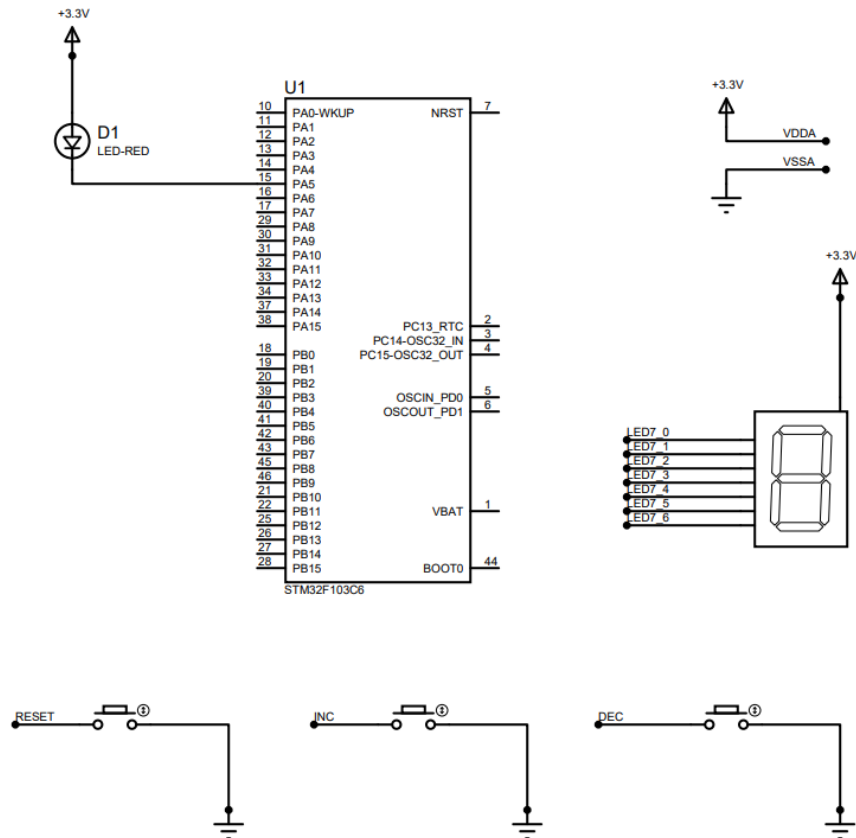 +3.3V
D1
LED-RED
U1
10 PA0-WKUP NRST 7
11 PA1
12 PA2
13 PA3
14 PA4
15 PA5
16 PA6
17 PA7
29 PA8
30 PA9
31 PA10
32 PA11
33 PA12
34 PA13
37 PA14
38 PA15
PC13_RTC 2
PC14-OSC32_IN 3
18 PB0 PC15-OSC32_OUT 4
19 PB1
20 PB2
39 PB3 OSCIN_PD0 5
40 PB4 OSCOUT_PD1 6
41 PB5
42 PB6
43 PB7
45 PB8
46 PB9
21 PB10
22 PB11 VBAT 1
25 PB12
26 PB13
27 PB14
28 PB15 BOOT0 44
STM32F103C6
+3.3V
VDDA
VSSA
+3.3V
LED7_0
LED7_1
LED7_2
LED7_3
LED7_4
LED7_5
LED7_6
RESET
INC
DEC